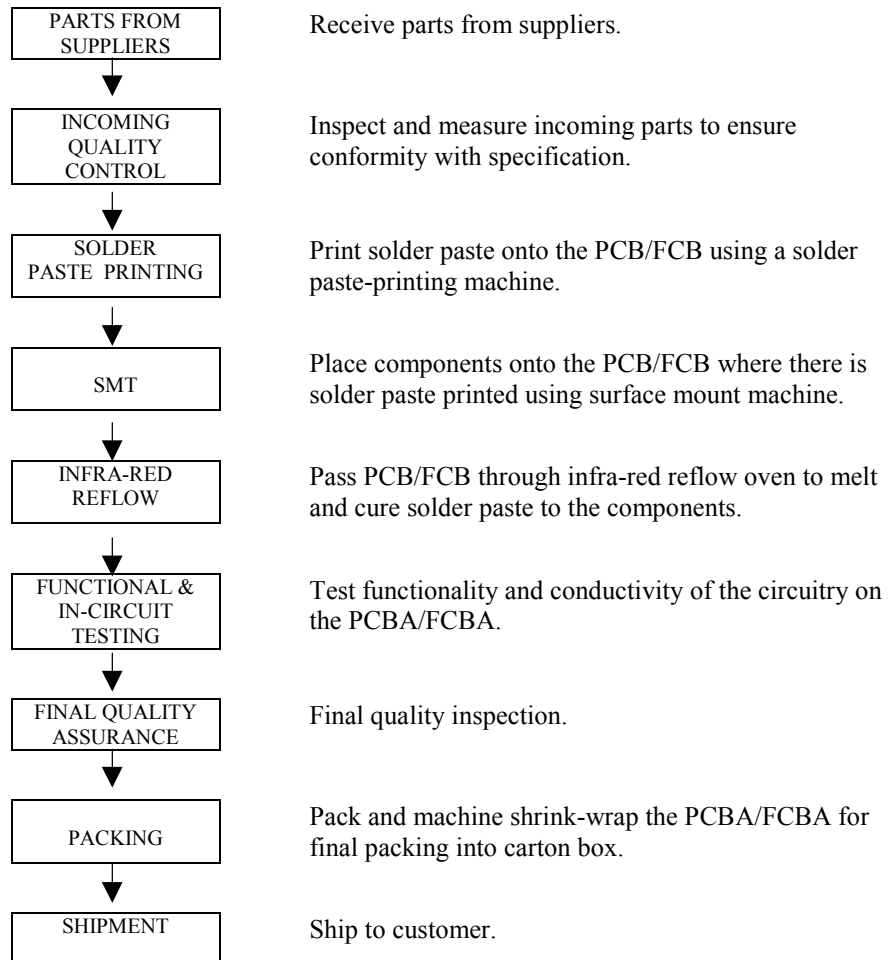 PARTS FROM
SUPPLIERS
Receive parts from suppliers.
INCOMING
QUALITY
CONTROL
Inspect and measure incoming parts to ensure
conformity with specification.
SOLDER
PASTE PRINTING
Print solder paste onto the PCB/FCB using a solder
paste-printing machine.
SMT
Place components onto the PCB/FCB where there is
solder paste printed using surface mount machine.
INFRA-RED
REFLOW
Pass PCB/FCB through infra-red reflow oven to melt
and cure solder paste to the components.
FUNCTIONAL &
IN-CIRCUIT
TESTING
Test functionality and conductivity of the circuitry on
the PCBA/FCBA.
FINAL QUALITY
ASSURANCE
Final quality inspection.
PACKING
Pack and machine shrink-wrap the PCBA/FCBA for
final packing into carton box.
SHIPMENT
Ship to customer.